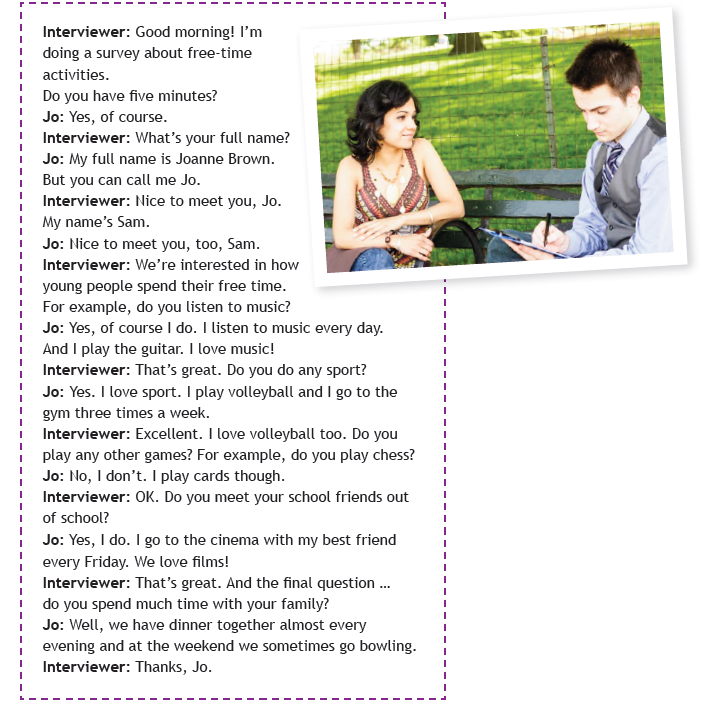 Interviewer: Good morning! I'm
doing a survey about free-time
activities.
Do you have five minutes?
Jo: Yes, of course.
Interviewer: What's your full name?
Jo: My full name is Joanne Brown.
But you can call me Jo.
Interviewer: Nice to meet you, Jo.
My name's Sam.
Jo: Nice to meet you, too, Sam.
Interviewer: We're interested in how
young people spend their free time.
For example, do you listen to music?
Jo: Yes, of course I do. I listen to music every day.
And I play the guitar. I love music!
Interviewer: That's great. Do you do any sport?
Jo: Yes. I love sport. I play volleyball and I go to the
gym three times a week.
Interviewer: Excellent. I love volleyball too. Do you
play any other games? For example, do you play chess?
Jo: No, I don't. I play cards though.
Interviewer: OK. Do you meet your school friends out
of school?
Jo: Yes, I do. I go to the cinema with my best friend
every Friday. We love films!
Interviewer: That's great. And the final question …
do you spend much time with your family?
Jo: Well, we have dinner together almost every
evening and at the weekend we sometimes go bowling.
Interviewer: Thanks, Jo.